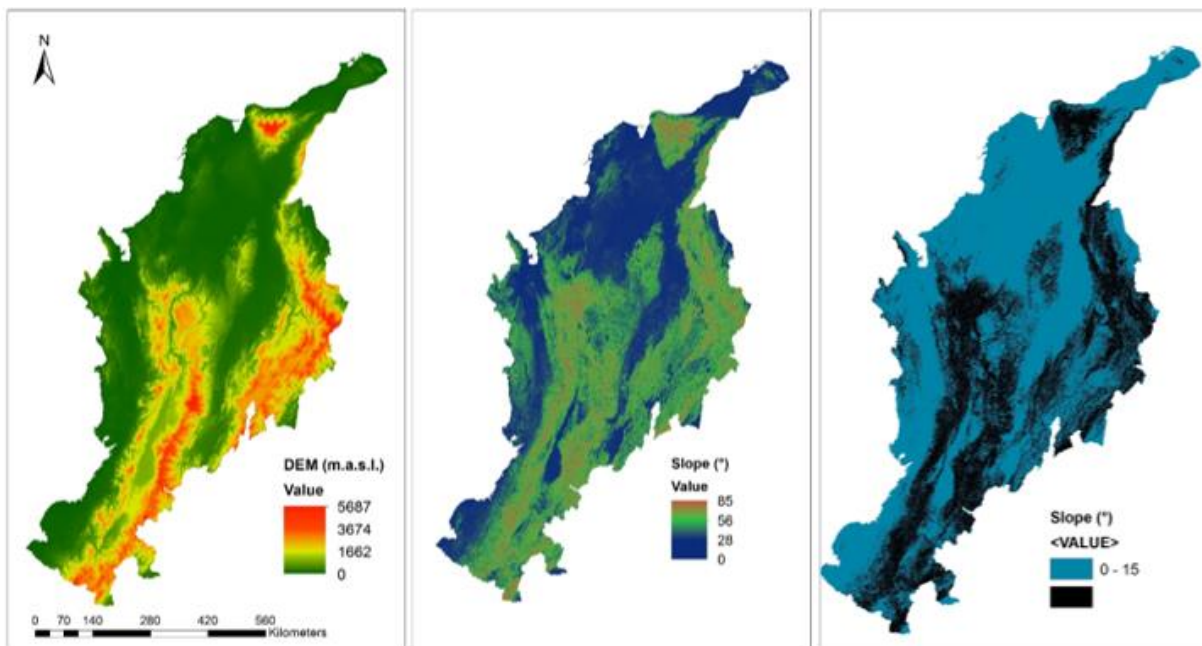 N
DEM (m.a.s.l.)
Value
5687
3674
1662
0
0 70 140 280 420 560
Kilometers
Slope (°)
Value
85
56
28
0
Slope (°)
<VALUE>
0 - 15